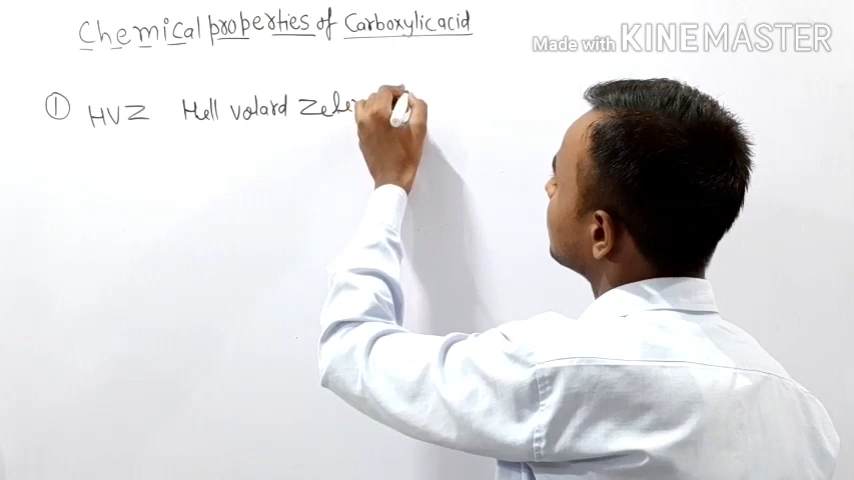 Chemical properties of Carboxylic acid
Made with KINEMASTER
① HVZ Hell volard